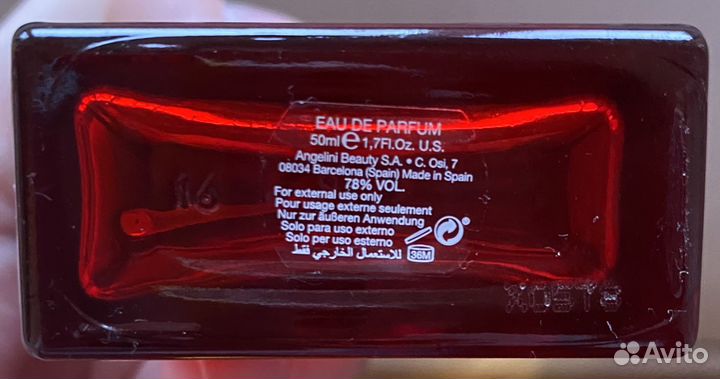 EAU DE PARFUM
50ml e 1,7Fl.Oz. U.S.
Angelini Beauty S.A. • C. Osi, 7
08034 Barcelona (Spain) Made in Spain
78% VOL.
For external use only
Pour usage externe seulement
Nur zur äußeren Anwendung
Solo para uso externo
Solo per uso esterno
للاستعمال الخارجي فقط
36M
16
Avito